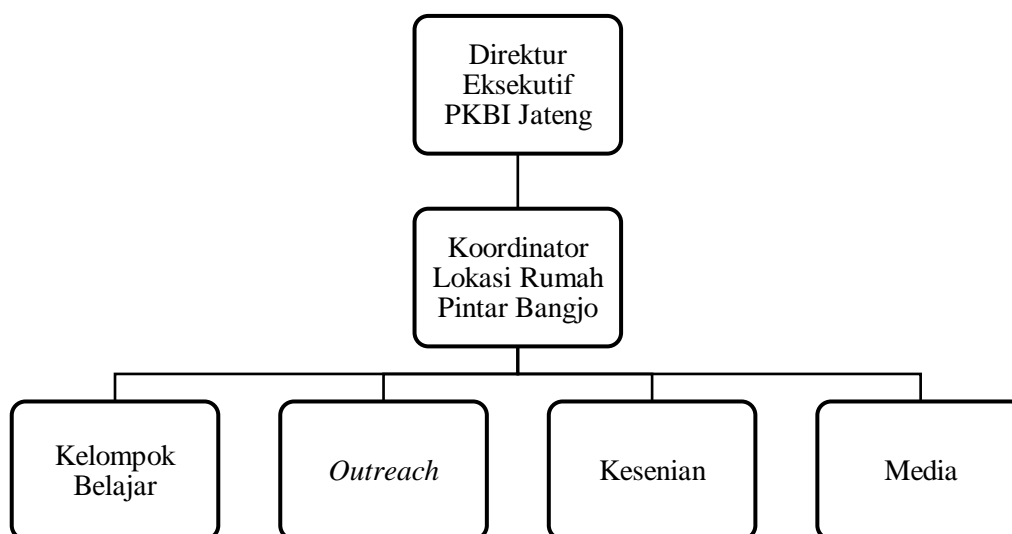 Direktur
Eksekutif
PKBI Jateng
Koordinator
Lokasi Rumah
Pintar Bangjo
Kelompok
Belajar
Outreach
Kesenian
Media